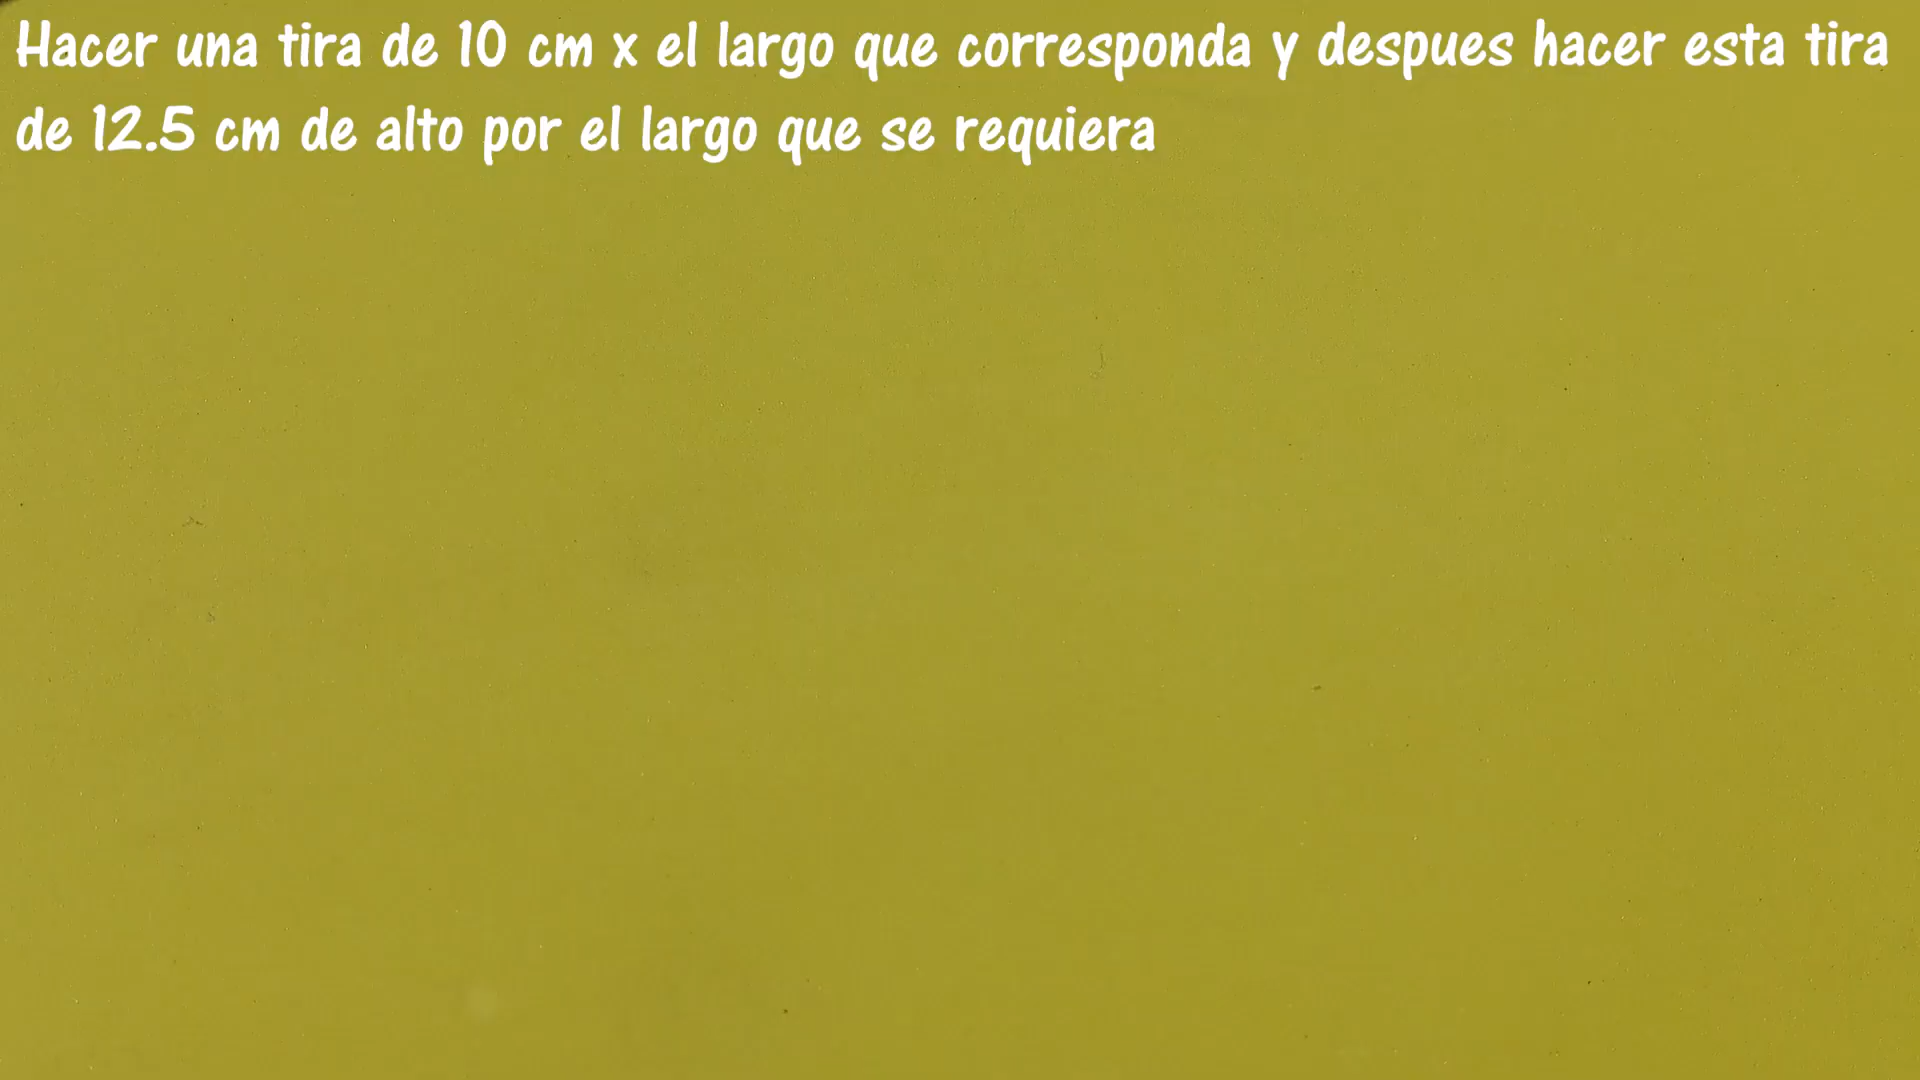 Hacer una tira de 10 cm x el largo que corresponda y despues hacer esta tira
de 12.5 cm de alto por el largo que se requiera